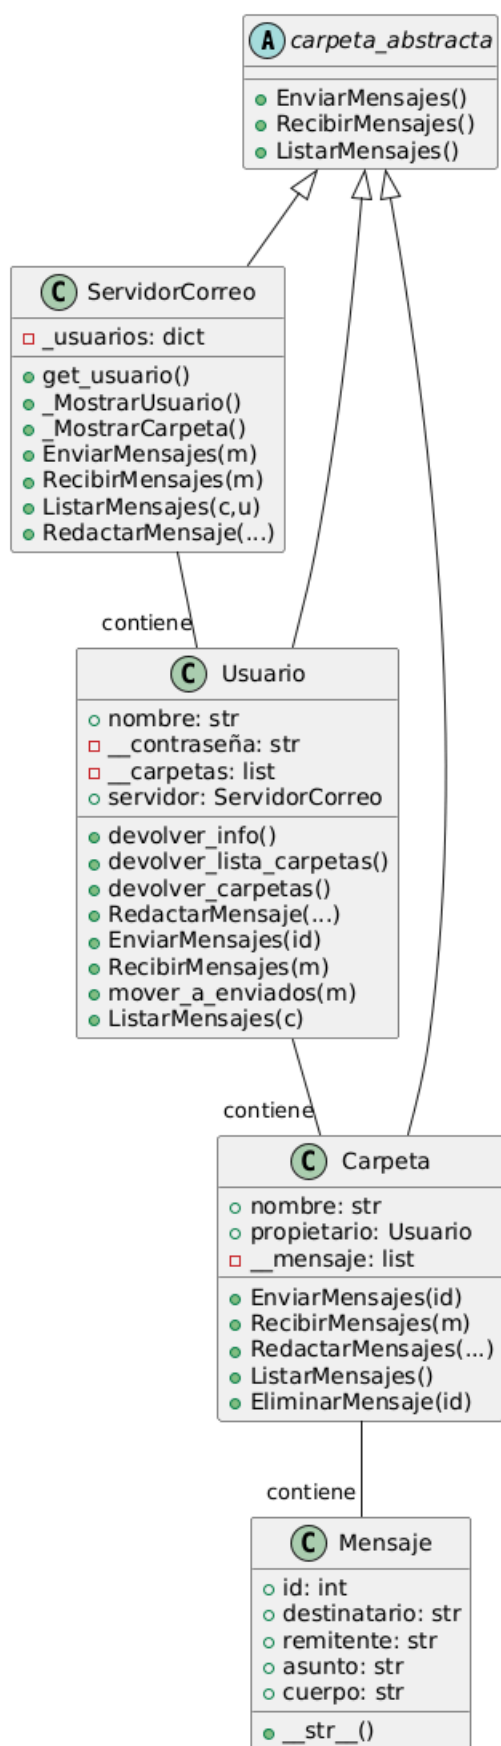 A carpeta_abstracta
EnviarMensajes()
RecibirMensajes()
ListarMensajes()
C ServidorCorreo
_usuarios: dict
get_usuario()
_MostrarUsuario()
_MostrarCarpeta()
EnviarMensajes(m)
RecibirMensajes(m)
ListarMensajes(c,u)
RedactarMensaje(...)
contiene
C Usuario
nombre: str
__contraseña: str
__carpetas: list
servidor: ServidorCorreo
devolver_info()
devolver_lista_carpetas()
devolver_carpetas()
RedactarMensaje(...)
EnviarMensajes(id)
RecibirMensajes(m)
mover_a_enviados(m)
ListarMensajes(c)
contiene
C Carpeta
nombre: str
propietario: Usuario
__mensaje: list
EnviarMensajes(id)
RecibirMensajes(m)
RedactarMensajes(...)
ListarMensajes()
EliminarMensaje(id)
contiene
C Mensaje
id: int
destinatario: str
remitente: str
asunto: str
cuerpo: str
__str__()